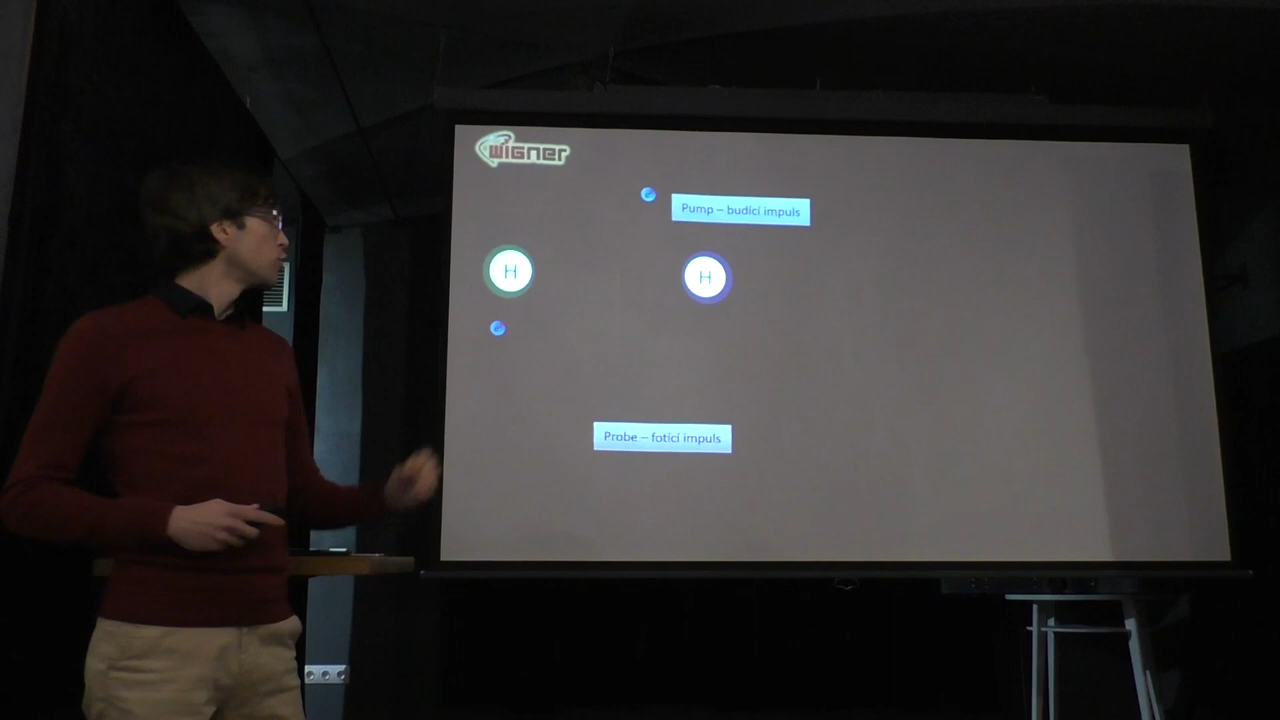 WIGNER
Pump – budící impuls
H
H
Probe – fotící impuls